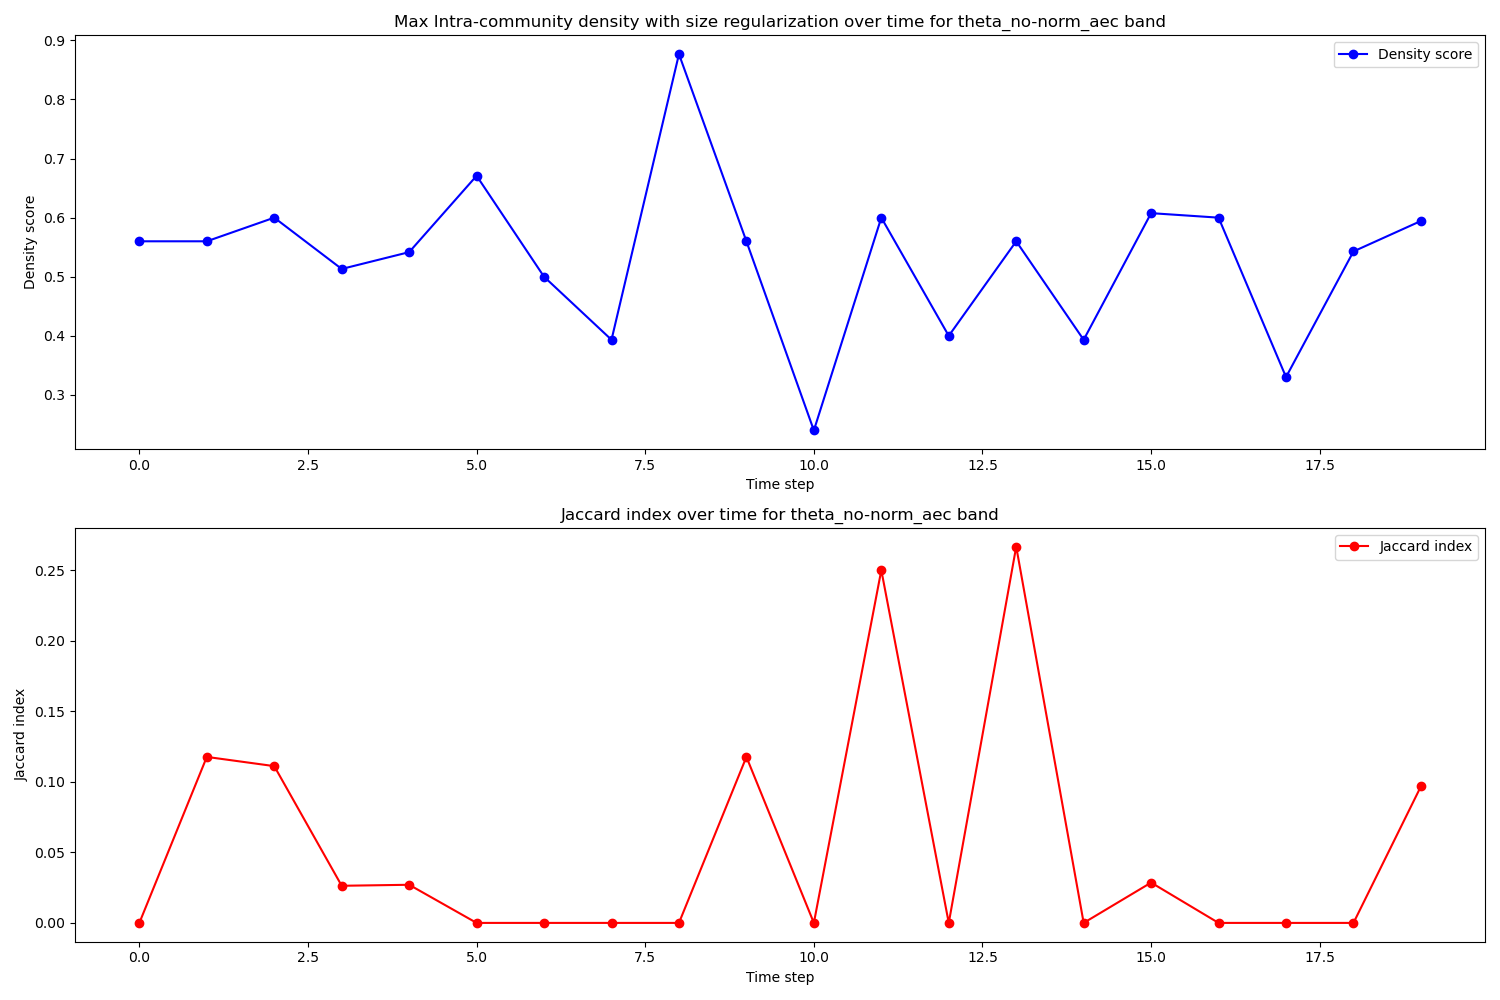 Max Intra-community density with size regularization over time for theta_no-norm_aec band
Density score
0.9
0.8
0.7
0.6
0.5
0.4
0.3
Density score
0.0 2.5 5.0 7.5 10.0 12.5 15.0 17.5
Time step
Jaccard index over time for theta_no-norm_aec band
Jaccard index
0.25
0.20
0.15
0.10
0.05
0.00
Jaccard index
0.0 2.5 5.0 7.5 10.0 12.5 15.0 17.5
Time step